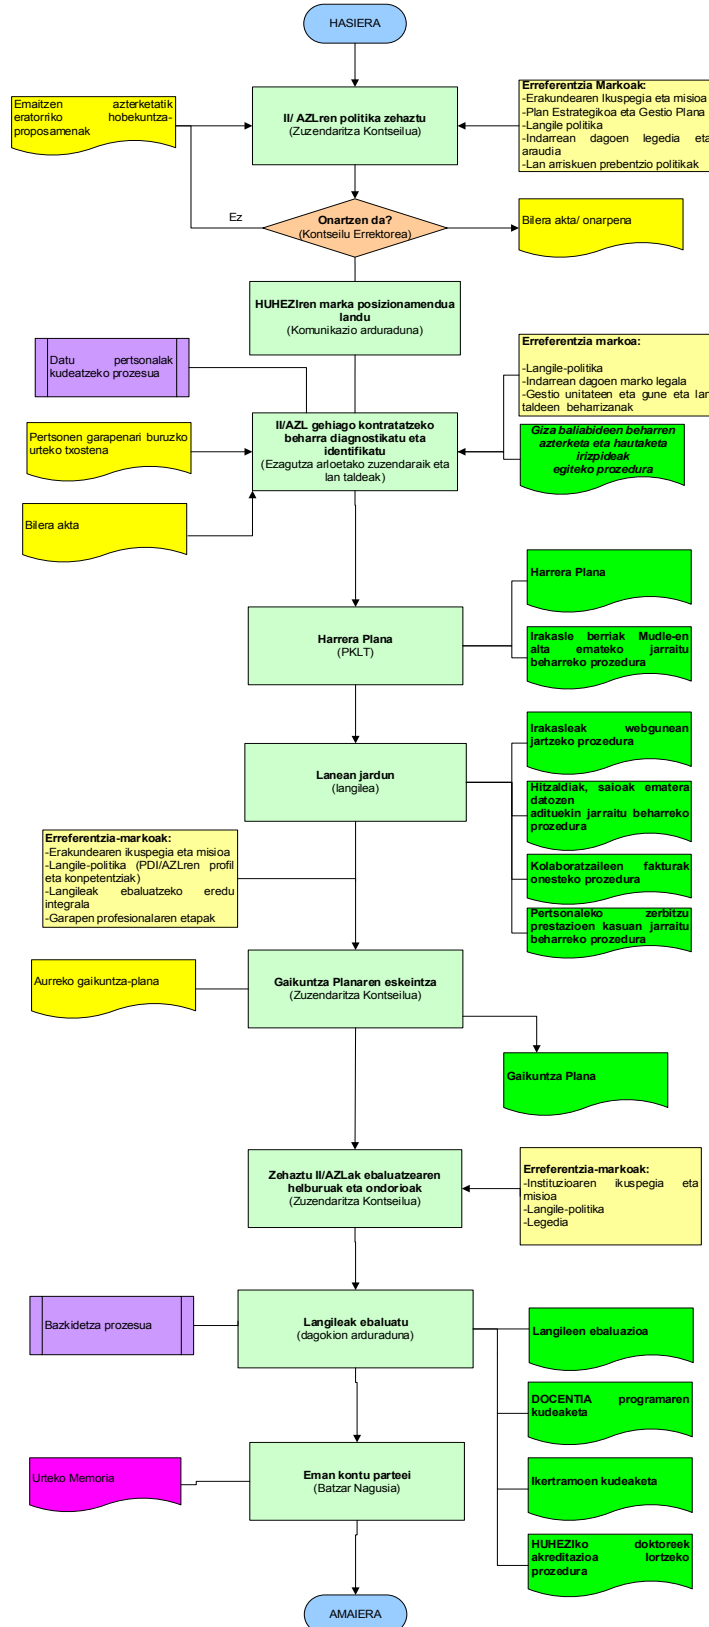 HASIERA
Emaitzen azterketatik
eratorriko hobekuntza-
proposamenak
II/ AZLren politika zehaztu
(Zuzendaritza Kontseilua)
Erreferentzia Markoak:
-Erakundearen Ikuspegia eta misioa
-Plan Estrategikoa eta Gestio Plana
-Langile politika
-Indarrean dagoen legedia eta
araudia
-Lan arriskuen prebentzio politikak
Ez
Onartzen da?
(Kontseilu Errektorea)
Bilera akta/ onarpena
HUHEZIren marka posizionamendua
landu
(Komunikazio arduraduna)
Datu pertsonalak
kudeatzeko prozesua
Erreferentzia markoa:
-Langile-politika
-Indarrean dagoen marko legala
-Gestio unitateen eta gune eta lan
taldeen beharrizanak
Pertsonen garapenari buruzko
urteko txostena
II/AZL gehiago kontratatzeko
beharra diagnostikatu eta
identifikatu
(Ezagutza arloetako zuzendaraik eta
lan taldeak)
Giza baliabideen beharren
azterketa eta hautaketa
irizpideak
egiteko prozedura
Bilera akta
Harrera Plana
(PKLT)
Harrera Plana
Irakasle berriak Mudle-en
alta emateko jarraitu
beharreko prozedura
Lanean jardun
(langilea)
Irakasleak webgunean
jartzeko prozedura
Hitzaldiak, saioak ematera
datozen
adituekin jarraitu beharreko
prozedura
Kolaboratzaileen fakturak
onesteko prozedura
Pertsonaleko zerbitzu
prestazioen kasuan jarraitu
beharreko prozedura
Erreferentzia-markoak:
-Erakundearen ikuspegia eta misioa
-Langile-politika (PDI/AZLren profil
eta konpetentziak)
-Langileak ebaluatzeko eredu
integrala
-Garapen profesionalaren etapak
Aurreko gaikuntza-plana
Gaikuntza Planaren eskeintza
(Zuzendaritza Kontseilua)
Gaikuntza Plana
Zehaztu II/AZLak ebaluatzearen
helburuak eta ondorioak
(Zuzendaritza Kontseilua)
Erreferentzia-markoak:
-Instituzioaren ikuspegia eta
misioa
-Langile-politika
-Legedia
Bazkidetza prozesua
Langileak ebaluatu
(dagokion arduraduna)
Langileen ebaluazioa
DOCENTIA programaren
kudeaketa
Urteko Memoria
Eman kontu parteei
(Batzar Nagusia)
Ikertramoen kudeaketa
HUHEZIko doktoreek
akreditazioa lortzeko
prozedura
AMAIERA